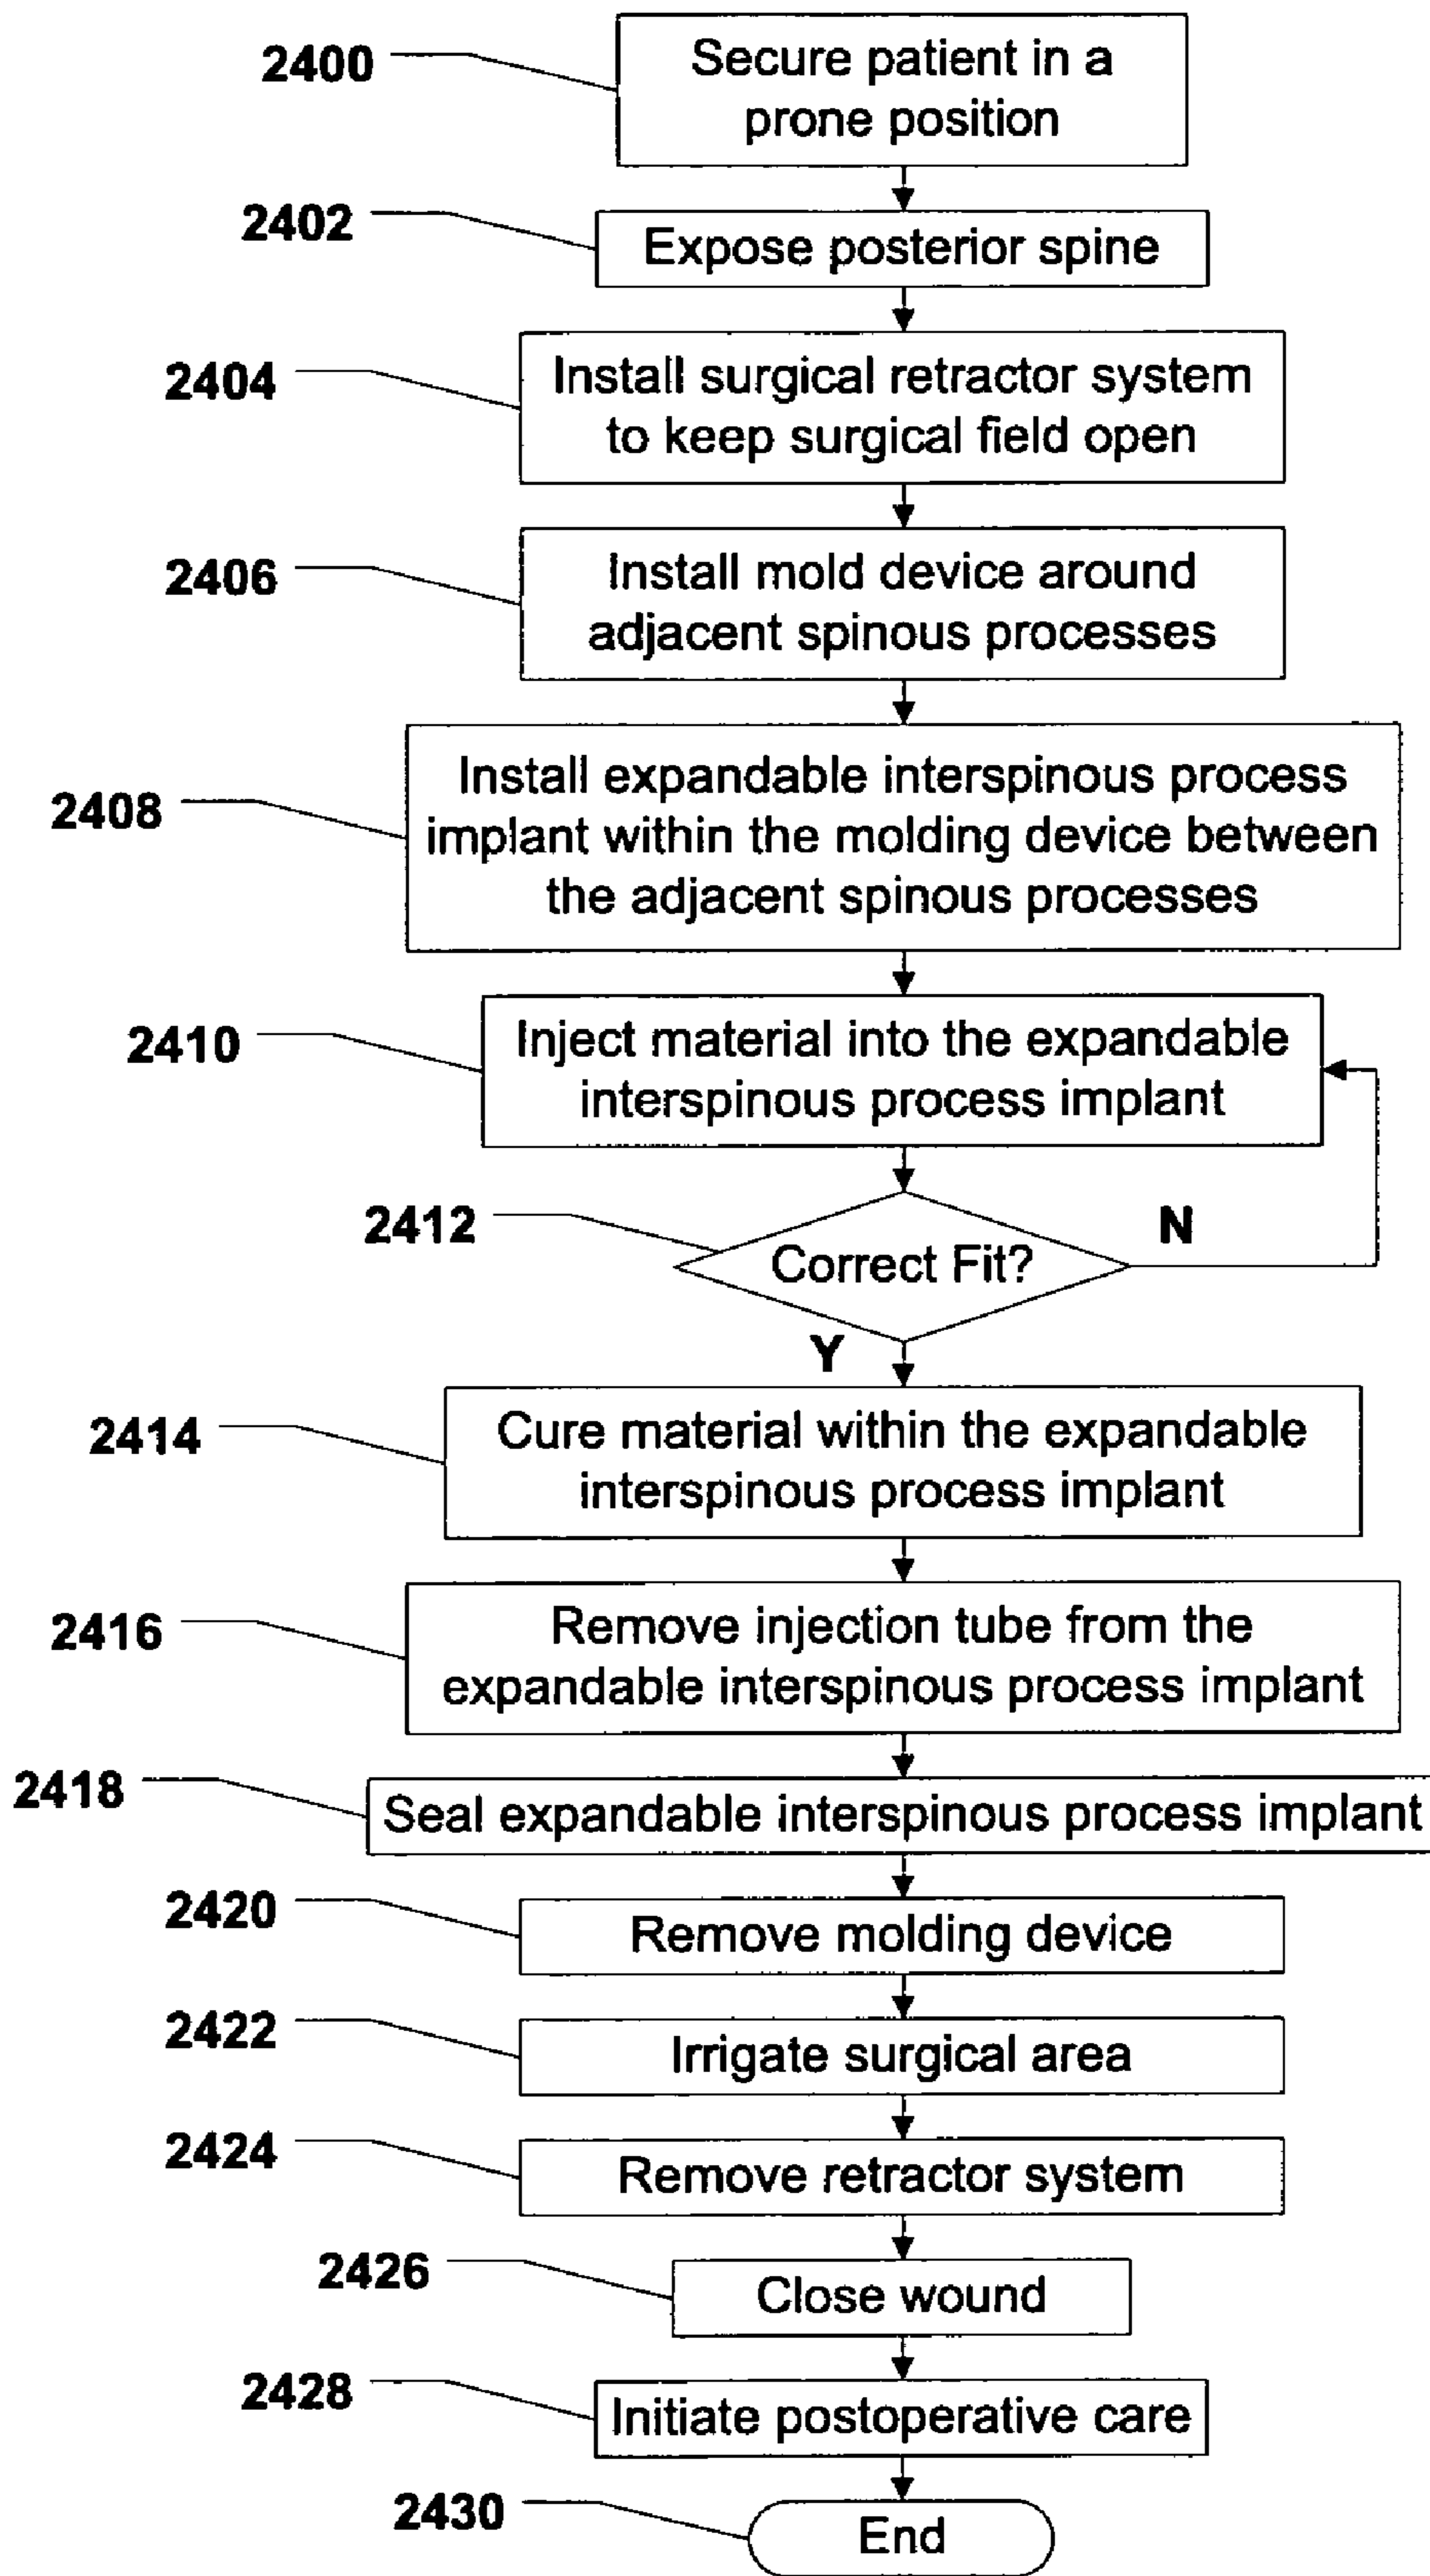 2400
Secure patient in a
prone position
2402
Expose posterior spine
2404
Install surgical retractor system
to keep surgical field open
2406
Install mold device around
adjacent spinous processes
2408
Install expandable interspinous process
implant within the molding device between
the adjacent spinous processes
2410
Inject material into the expandable
interspinous process implant
2412
Correct Fit?
N
Y
2414
Cure material within the expandable
interspinous process implant
2416
Remove injection tube from the
expandable interspinous process implant
2418
Seal expandable interspinous process implant
2420
Remove molding device
2422
Irrigate surgical area
2424
Remove retractor system
2426
Close wound
2428
Initiate postoperative care
2430
End